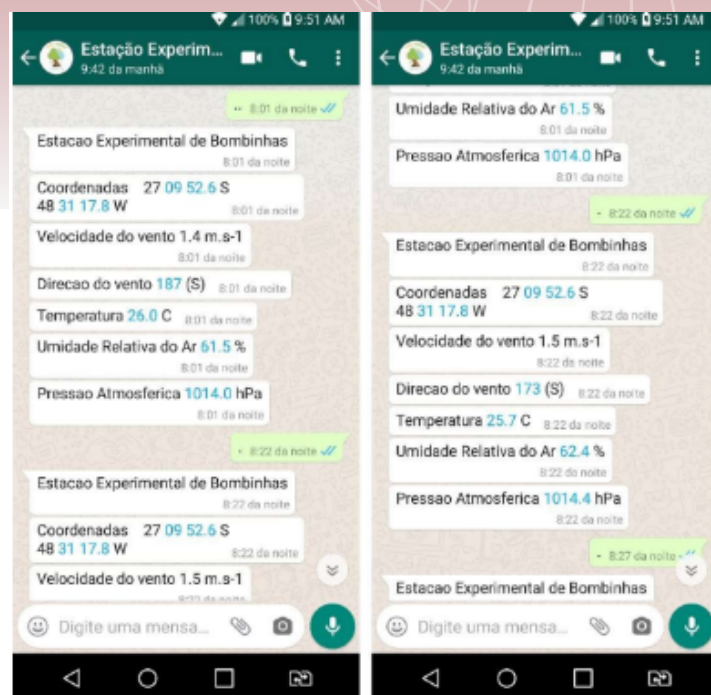 100% 9:51 AM
Estação Experim...
9:42 da manhã
8:01 da noite
Estacao Experimental de Bombinhas
8:01 da noite
Coordenadas 27 09 52.6 S
48 31 17.8 W
8:01 da noite
Velocidade do vento 1.4 m.s-1
8:01 da noite
Direcao do vento 187 (S) 8:01 da noite
Temperatura 26.0 C 8:01 da noite
Umidade Relativa do Ar 61.5 %
8:01 da noite
Pressao Atmosferica 1014.0 hPa
8:01 da noite
8:22 da noite
Estacao Experimental de Bombinhas
8:22 da noite
Coordenadas 27 09 52.6 S
48 31 17.8 W
8:22 da noite
Velocidade do vento 1.5 m.s-1
8:22 da noite
Digite uma mensa...
100% 9:51 AM
Estação Experim...
9:42 da manhã
Umidade Relativa do Ar 61.5 %
8:01 da noite
Pressao Atmosferica 1014.0 hPa
8:01 da noite
8:22 da noite
Estacao Experimental de Bombinhas
8:22 da noite
Coordenadas 27 09 52.6 S
48 31 17.8 W
8:22 da noite
Velocidade do vento 1.5 m.s-1
8:22 da noite
Direcao do vento 173 (S) 8:22 da noite
Temperatura 25.7 C 8:22 da noite
Umidade Relativa do Ar 62.4 %
8:22 da noite
Pressao Atmosferica 1014.4 hPa
8:22 da noite
8:27 da noite
Estacao Experimental de Bombinhas
Digite uma mensa...